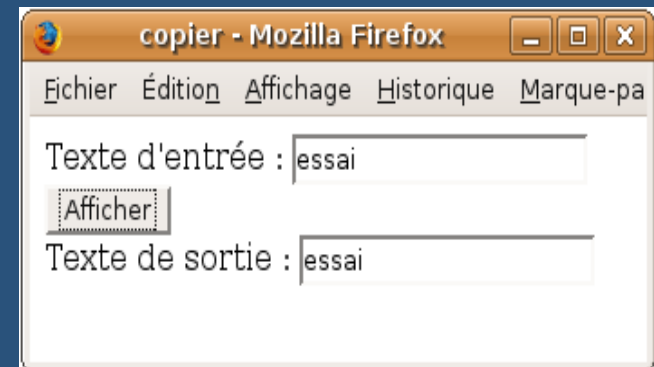 copier - Mozilla Firefox
Fichier Édition Affichage Historique Marque-pa
Texte d'entrée : essai
Afficher
Texte de sortie : essai